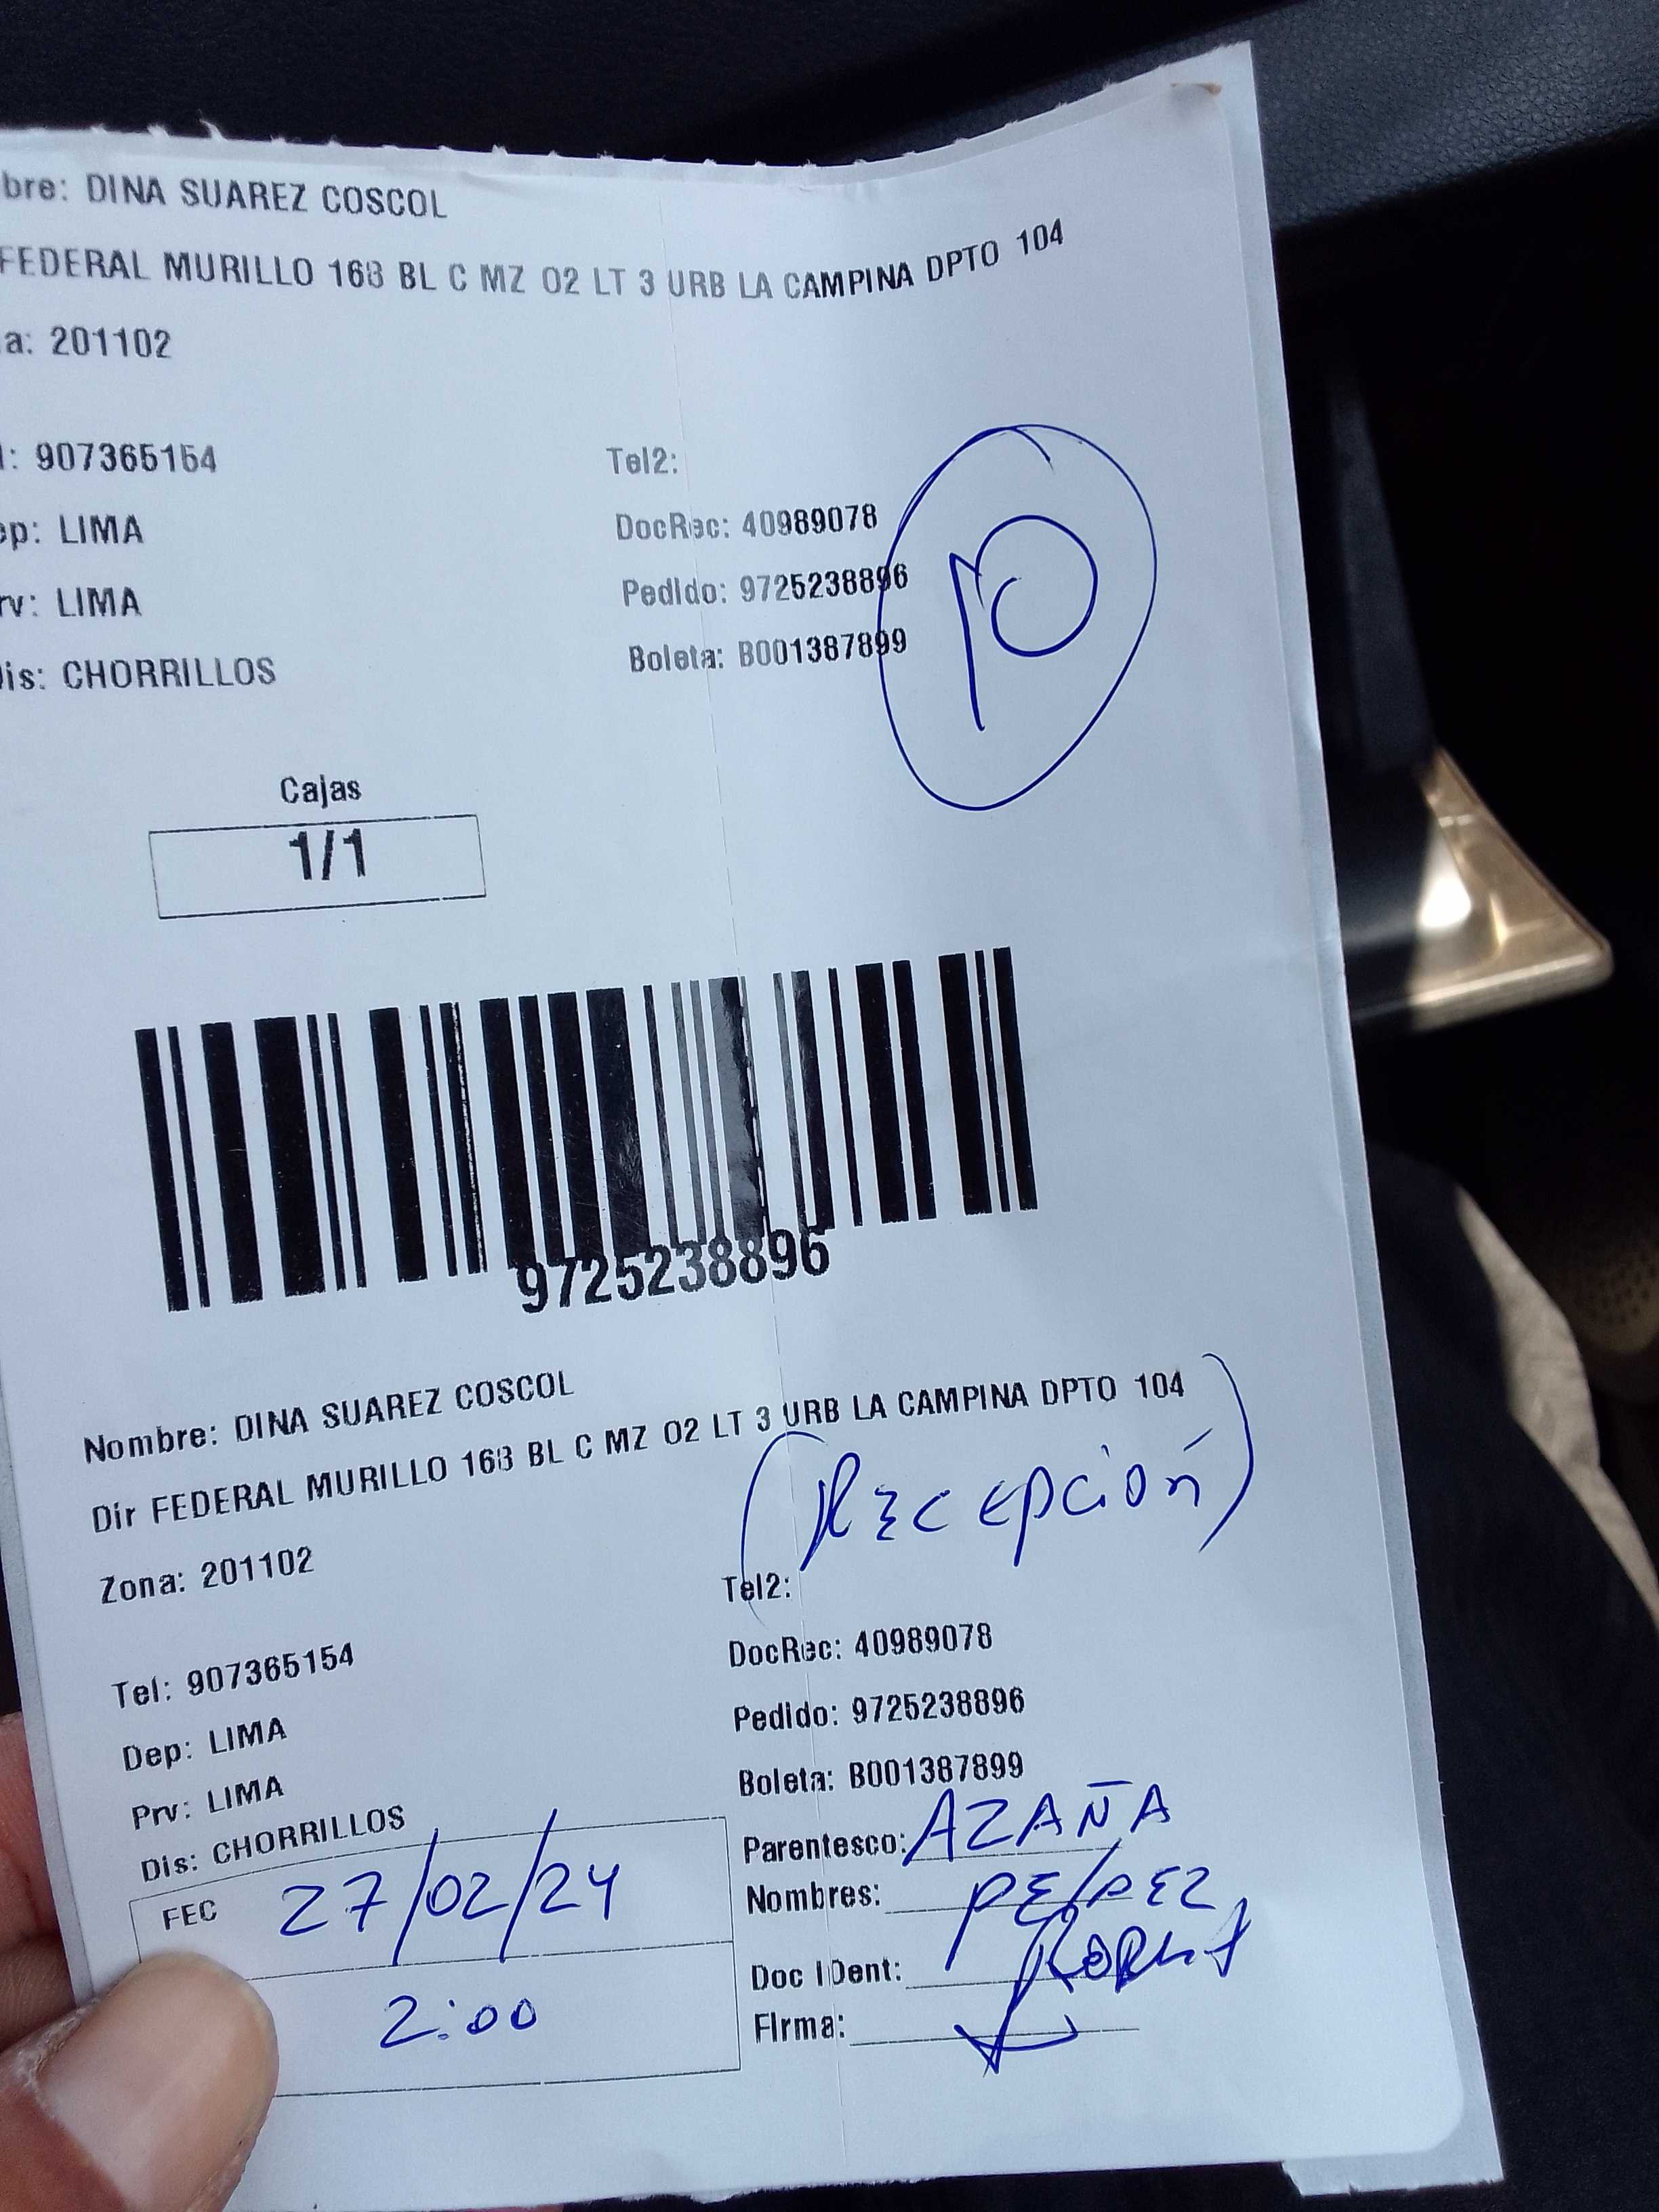 bre: DINA SUAREZ COSCOL
FEDERAL MURILLO 168 BL C MZ O2 LT 3 URB LA CAMPINA DPTO 104
a: 201102
l: 907365154
Tel2:
ep: LIMA
DocRec: 40989078
rv: LIMA
Pedido: 9725238896
Dis: CHORRILLOS
Boleta: B001387899
P
Cajas
1/1
9725238896
Nombre: DINA SUAREZ COSCOL
Dir FEDERAL MURILLO 168 BL C MZ O2 LT 3 URB LA CAMPINA DPTO 104
(Recepción)
Zona: 201102
Tel2:
Tel: 907365154
DocRec: 40989078
Dep: LIMA
Pedido: 9725238896
Prv: LIMA
Boleta: B001387899
Dis: CHORRILLOS
Parentesco: AZAÑA
FEC 27/02/24
Nombres: PEREZ
Doc IDent: Robert
2:00
Firma: